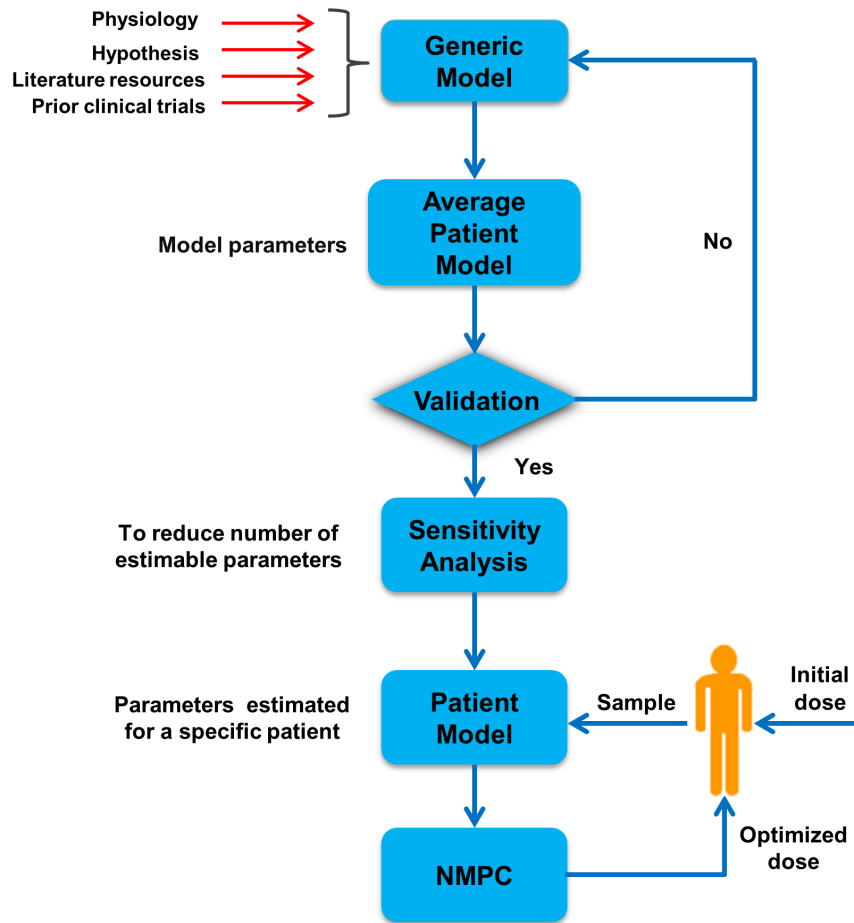 Physiology
Hypothesis
Literature resources
Prior clinical trials
Generic
Model
Average
Patient
Model
Model parameters
No
Validation
Yes
To reduce number of
estimable parameters
Sensitivity
Analysis
Parameters estimated
for a specific patient
Patient
Model
Sample
Initial
dose
Optimized
dose
NMPC